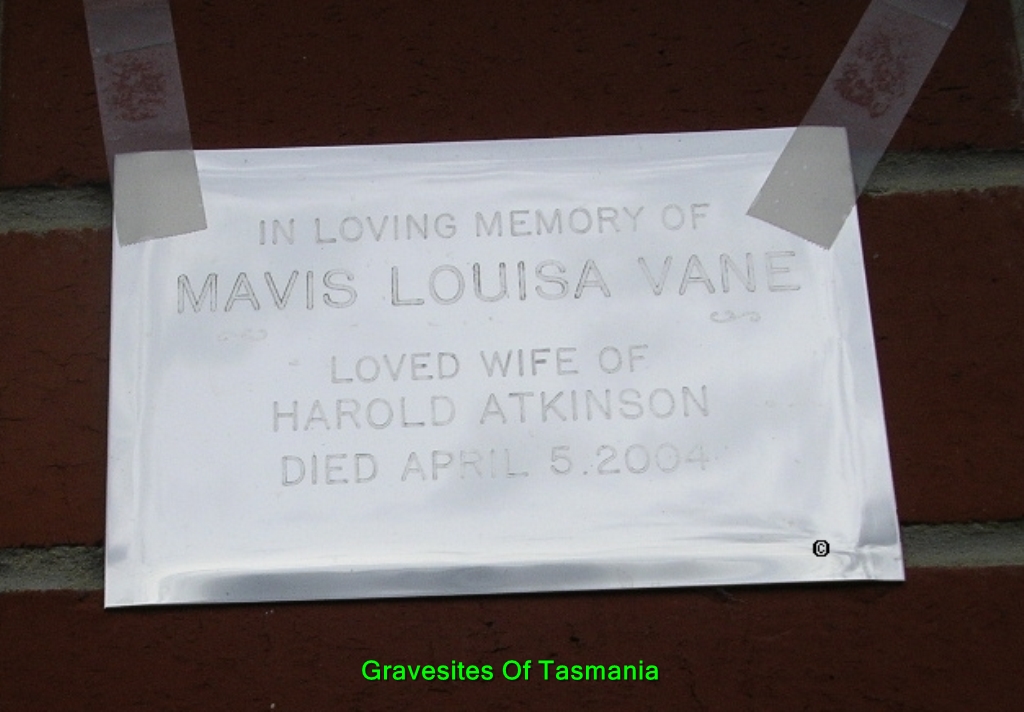 IN LOVING MEMORY OF
MAVIS LOUISA VANE
LOVED WIFE OF
HAROLD ATKINSON
DIED APRIL 5.2004
©
Gravesites Of Tasmania